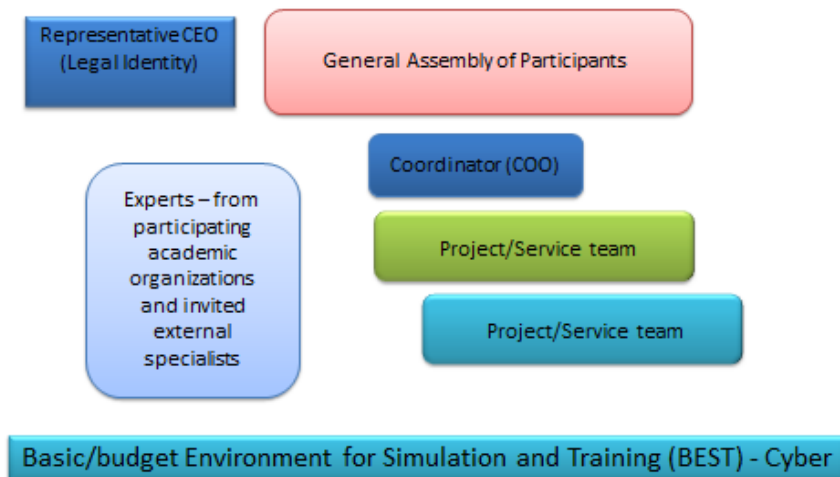 Representative CEO
(Legal Identity)
General Assembly of Participants
Coordinator (COO)
Experts – from
participating
academic
organizations
and invited
external
specialists
Project/Service team
Project/Service team
Basic/budget Environment for Simulation and Training (BEST) - Cyber